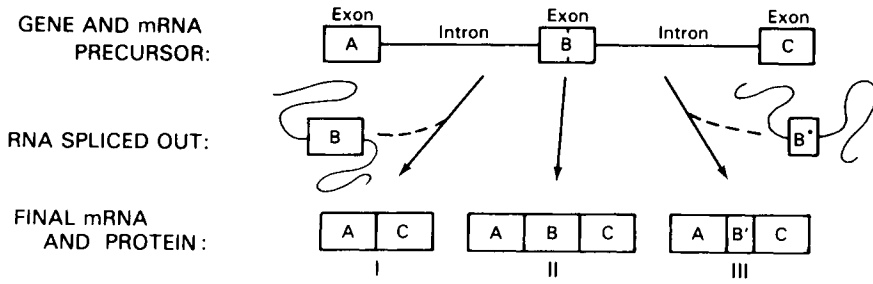 GENE AND mRNA
PRECURSOR:
Exon Exon Exon
A Intron B Intron C
RNA SPLICED OUT:
B B•
FINAL mRNA
AND PROTEIN:
A C A B C A B' C
I II III